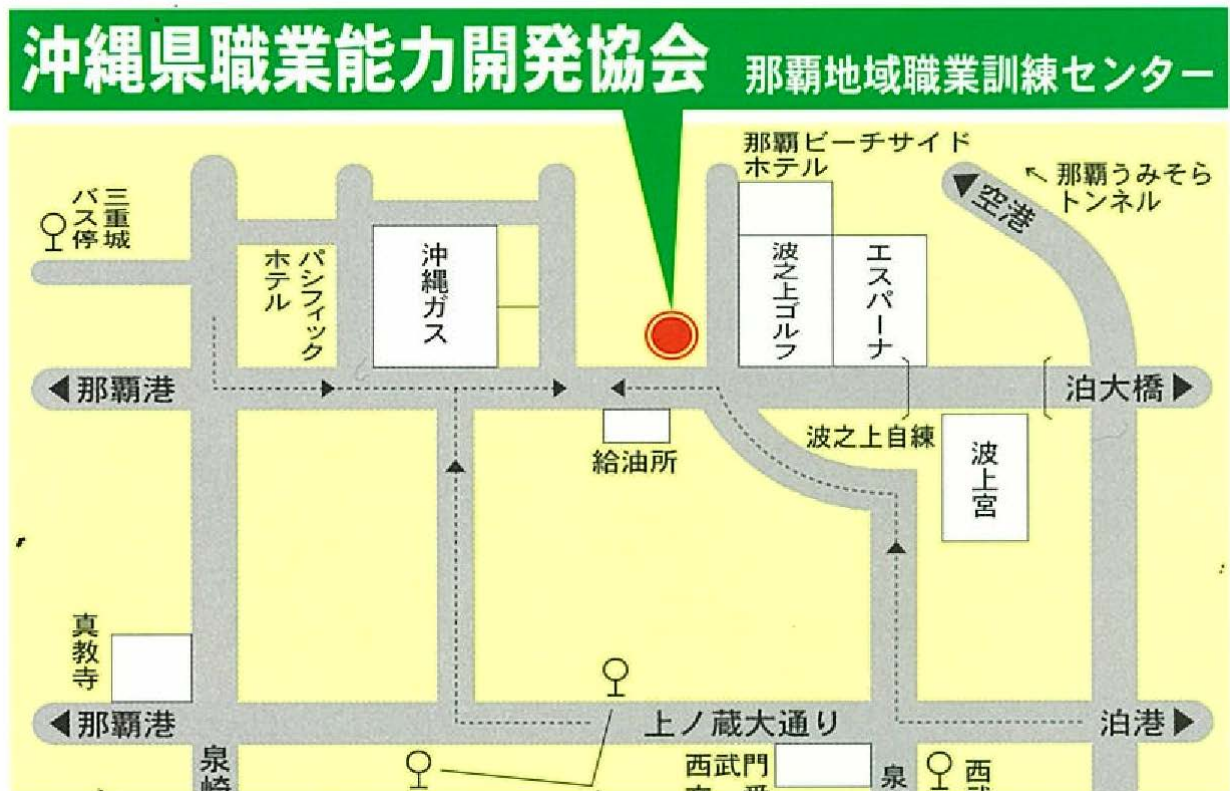 沖縄県職業能力開発協会 那覇地域職業訓練センター
那覇ビーチサイド
ホテル
← 那覇うみそら
トンネル
空港
三重城
バス停
パシフィック
ホテル
沖縄ガス
波之上ゴルフ
エスパーナ
那覇港
泊大橋
給油所
波之上自練
波上宮
真教寺
那覇港
上ノ蔵大通り
泊港
泉崎
西武門
泉
西